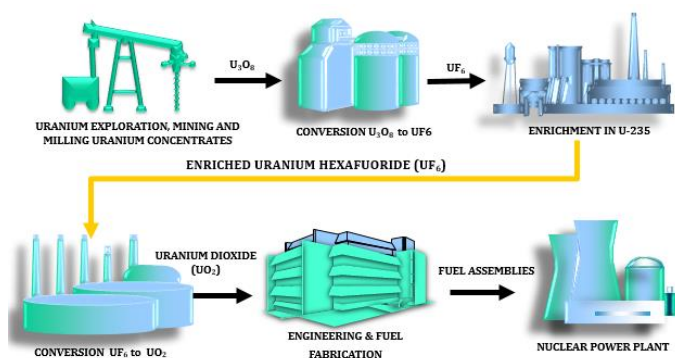 U₃O₈
UF₆
URANIUM EXPLORATION, MINING AND
MILLING URANIUM CONCENTRATES
CONVERSION U₃O₈ to UF6
ENRICHMENT IN U-235
ENRICHED URANIUM HEXAFUORIDE (UF₆)
URANIUM DIOXIDE
(UO₂)
FUEL ASSEMBLIES
CONVERSION UF₆ to UO₂
ENGINEERING & FUEL
FABRICATION
NUCLEAR POWER PLANT